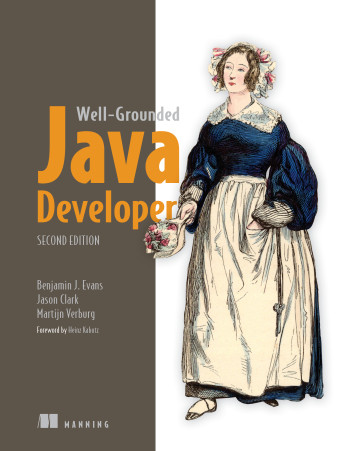 Well-Grounded
Java
Developer
SECOND EDITION
Benjamin J. Evans
Jason Clark
Martijn Verburg
Foreword by Heinz Kabutz
MANNING